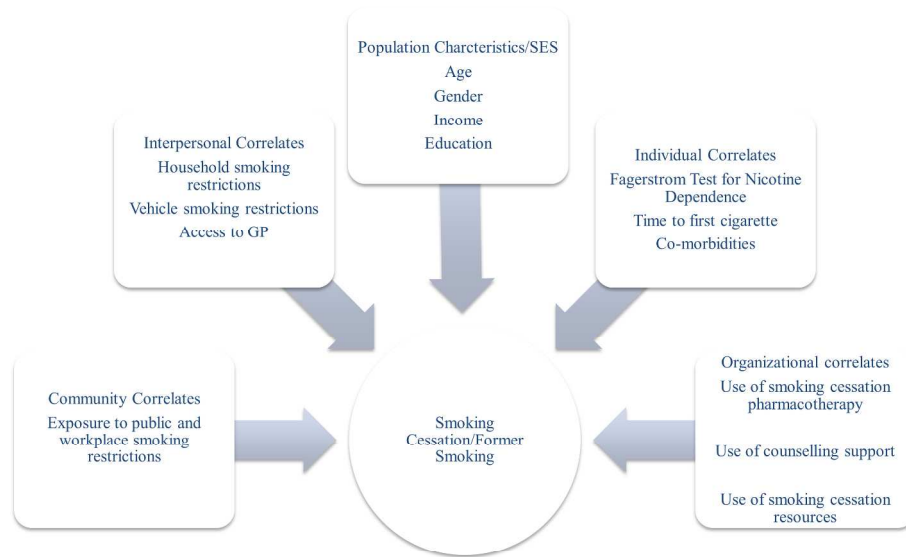 Population Charcteristics/SES
Age
Gender
Income
Education
Interpersonal Correlates
Household smoking
restrictions
Vehicle smoking restrictions
Access to GP
Individual Correlates
Fagerstrom Test for Nicotine
Dependence
Time to first cigarette
Co-morbidities
Community Correlates
Exposure to public and
workplace smoking
restrictions
Smoking
Cessation/Former
Smoking
Organizational correlates
Use of smoking cessation
pharmacotherapy
Use of counselling support
Use of smoking cessation
resources